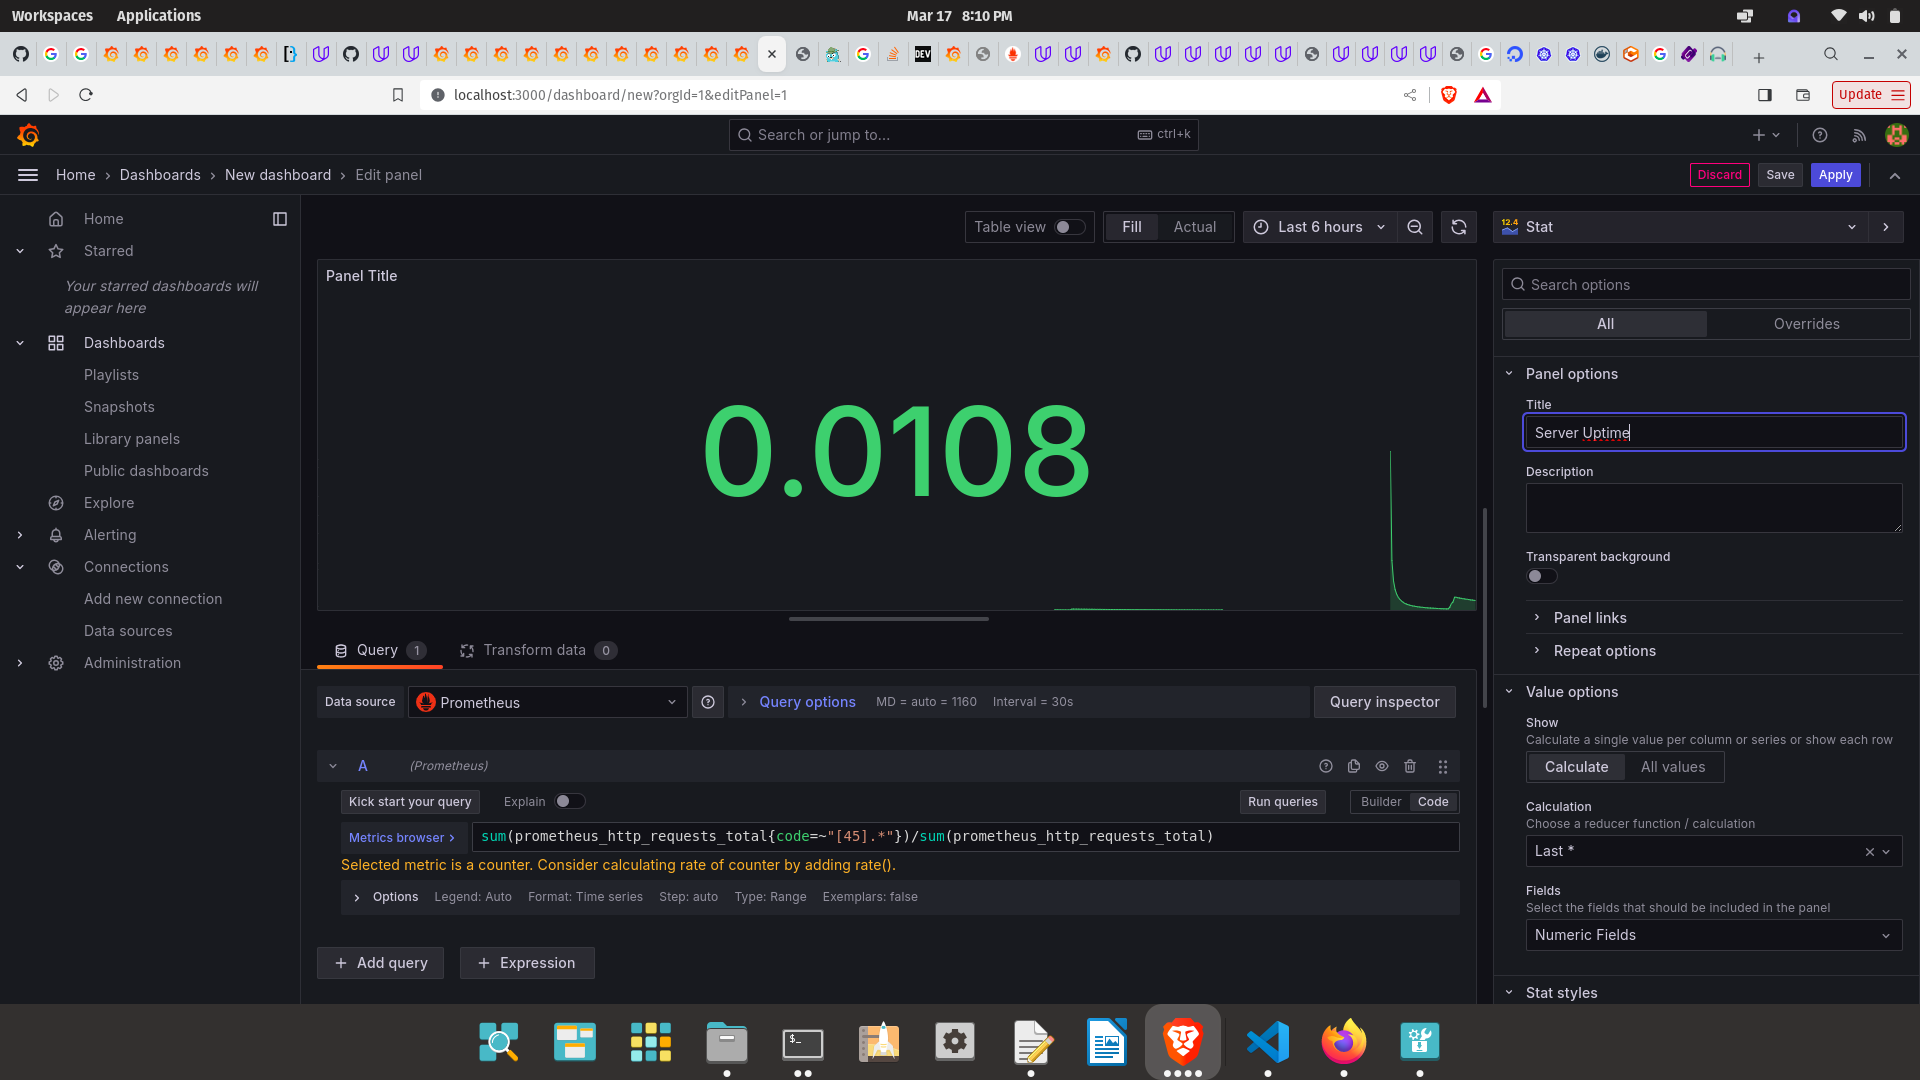 Workspaces Applications Mar 17 8:10 PM
DEV
localhost:3000/dashboard/new?orgId=1&editPanel=1 Update
Search or jump to... ctrl+k
Home › Dashboards › New dashboard › Edit panel Discard Save Apply
Home
Starred
Your starred dashboards will
appear here
Dashboards
Playlists
Snapshots
Library panels
Public dashboards
Explore
Alerting
Connections
Add new connection
Data sources
Administration
Table view Fill Actual Last 6 hours
Panel Title
0.0108
Query 1 Transform data 0
Data source Prometheus Query options MD = auto = 1160 Interval = 30s Query inspector
A (Prometheus)
Kick start your query Explain Run queries Builder Code
Metrics browser > sum(prometheus_http_requests_total{code=~"[45].*"})/sum(prometheus_http_requests_total)
Selected metric is a counter. Consider calculating rate of counter by adding rate().
Options Legend: Auto Format: Time series Step: auto Type: Range Exemplars: false
+ Add query + Expression
12.4 Stat
Search options
All Overrides
Panel options
Title
Server Uptime
Description
Transparent background
Panel links
Repeat options
Value options
Show
Calculate a single value per column or series or show each row
Calculate All values
Calculation
Choose a reducer function / calculation
Last *
Fields
Select the fields that should be included in the panel
Numeric Fields
Stat styles
$_